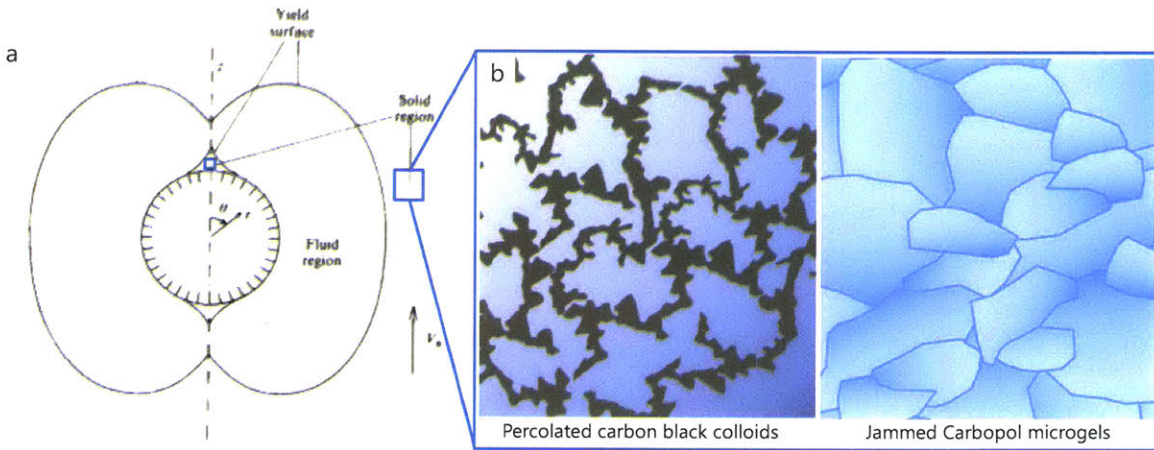 a
Yield
surface
z
Solid
region
θ
r
Fluid
region
b
Percolated carbon black colloids
Jammed Carbopol microgels